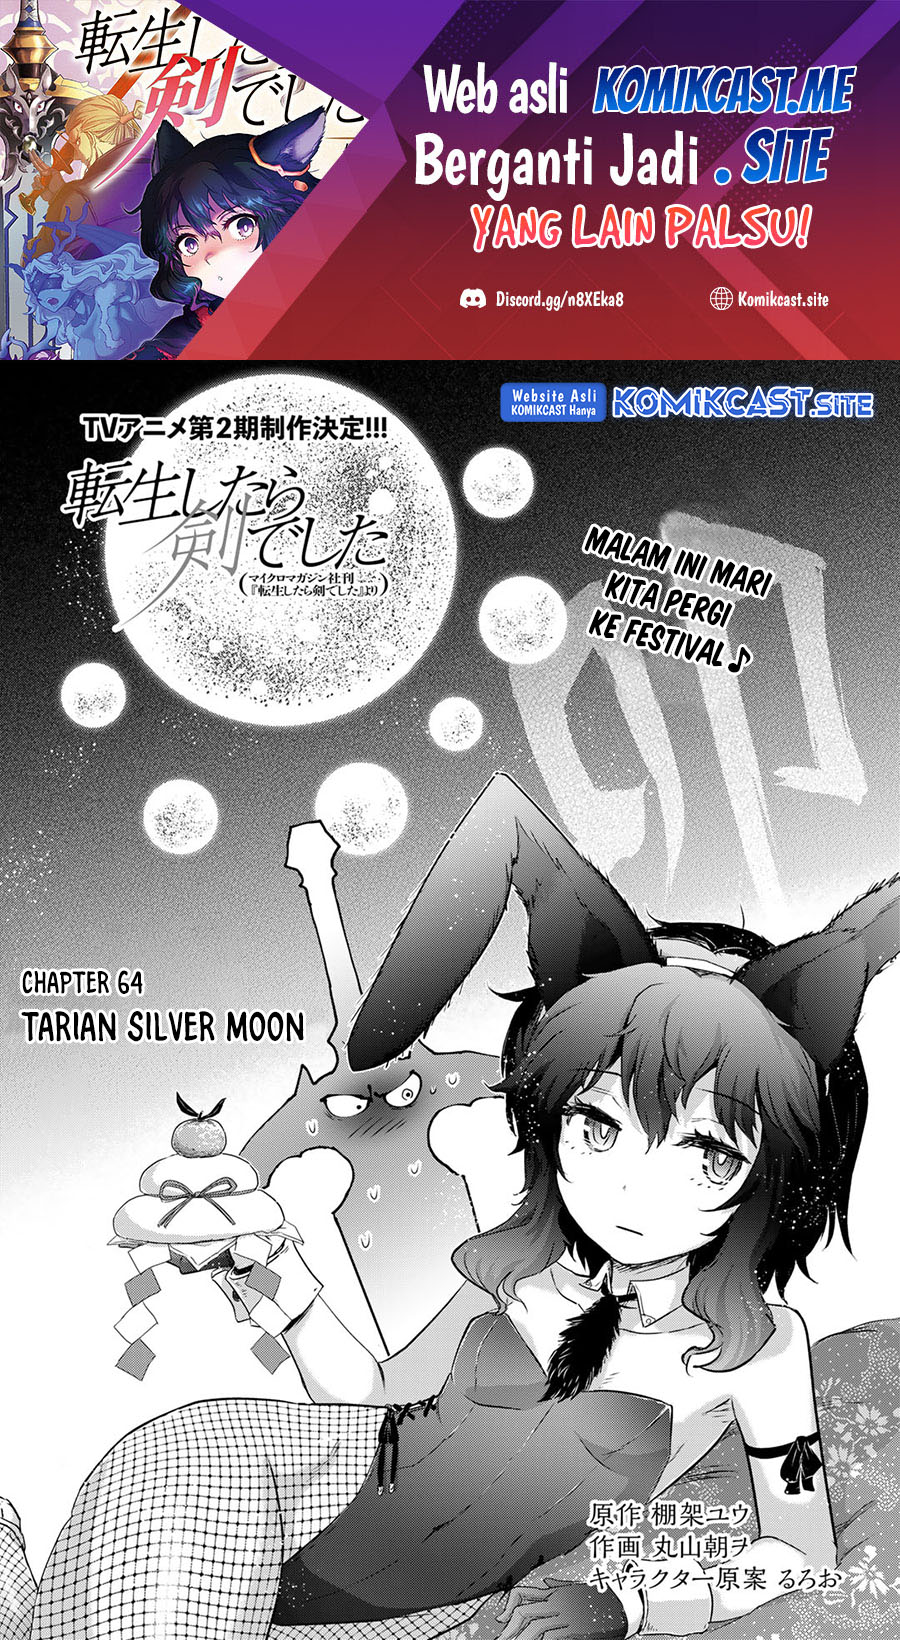 転生したら
剣でした
Web asli KOMIKCAST.ME
Berganti Jadi .SITE
YANG LAIN PALSU!
Discord.gg/n8XEka8
Komikcast.site
Website Asli
KOMIKCAST Hanya
KOMIKCAST.SITE
TVアニメ第2期制作決定!!!
転生したら
剣でした
(マイクロマガジン社刊
『転生したら剣でした』より)
MALAM INI MARI
KITA PERGI
KE FESTIVAL♪
卯
CHAPTER 64
TARIAN SILVER MOON
原作 棚架ユウ
作画 丸山朝ヲ
キャラクター原案 るろお